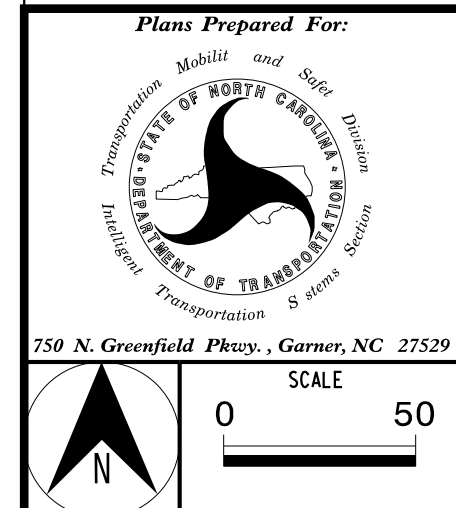 Plans Prepared For:
Transportation Mobilit and Safet Division
STATE OF NORTH CAROLINA
DEPARTMENT OF TRANSPORTATION
Intelligent Transportation S stems Section
750 N. Greenfield Pkwy. , Garner, NC 27529
N
SCALE
0 50